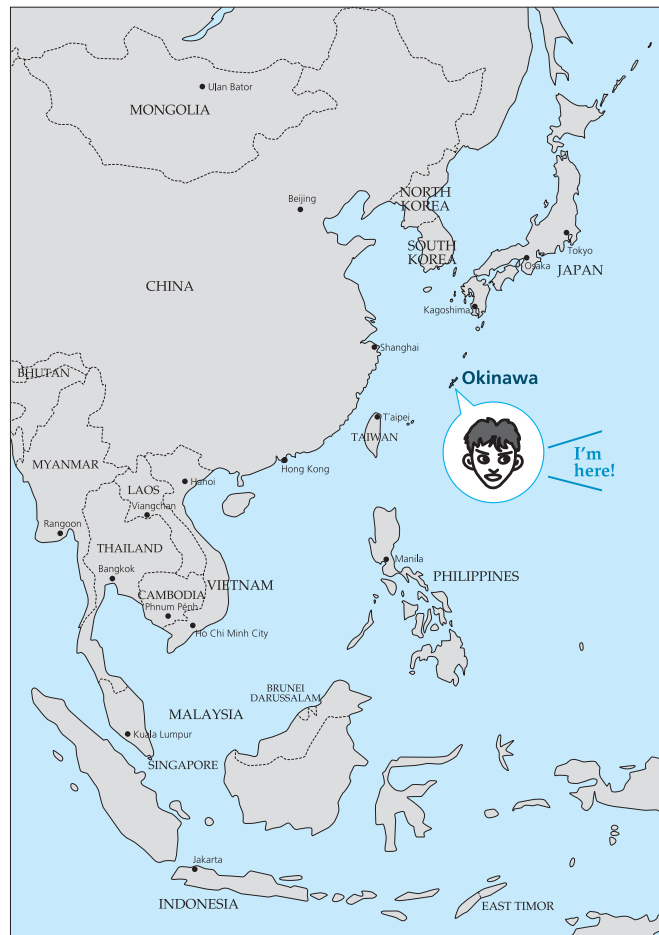 Ulan Bator
MONGOLIA
Beijing
NORTH
KOREA
SOUTH
KOREA
Tokyo
Osaka
JAPAN
CHINA
Kagoshima
Shanghai
BHUTAN
Okinawa
T'aipei
TAIWAN
I'm
here!
MYANMAR
Hong Kong
Hanoi
LAOS
Viangchan
Rangoon
THAILAND
Manila
Bangkok
VIETNAM
PHILIPPINES
CAMBODIA
Phnum Pénh
Ho Chi Minh City
BRUNEI
DARUSSALAM
MALAYSIA
Kuala Lumpur
SINGAPORE
Jakarta
INDONESIA
EAST TIMOR